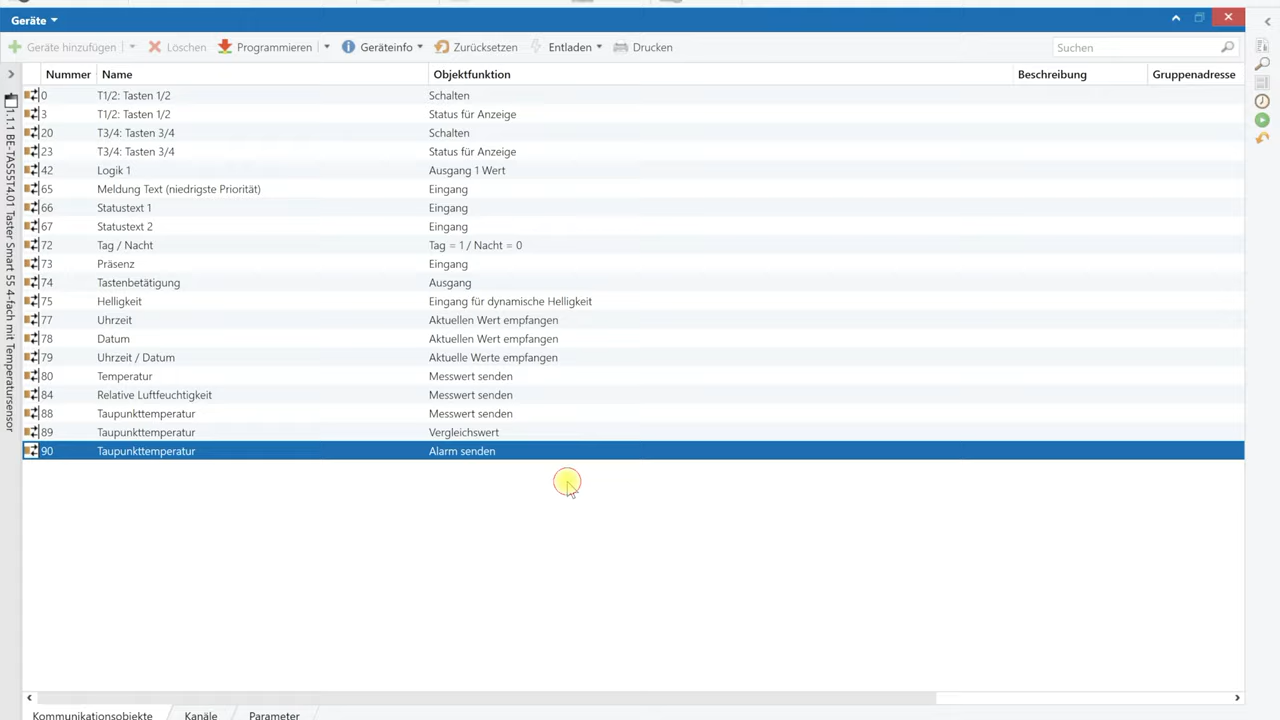 Geräte
Geräte hinzufügen Löschen Programmieren Geräteinfo Zurücksetzen Entladen Drucken Suchen
Nummer Name Objektfunktion Beschreibung Gruppenadresse
0 T1/2: Tasten 1/2 Schalten
3 T1/2: Tasten 1/2 Status für Anzeige
20 T3/4: Tasten 3/4 Schalten
23 T3/4: Tasten 3/4 Status für Anzeige
42 Logik 1 Ausgang 1 Wert
65 Meldung Text (niedrigste Priorität) Eingang
66 Statustext 1 Eingang
67 Statustext 2 Eingang
72 Tag / Nacht Tag = 1 / Nacht = 0
73 Präsenz Eingang
74 Tastenbetätigung Ausgang
75 Helligkeit Eingang für dynamische Helligkeit
77 Uhrzeit Aktuellen Wert empfangen
78 Datum Aktuellen Wert empfangen
79 Uhrzeit / Datum Aktuelle Werte empfangen
80 Temperatur Messwert senden
84 Relative Luftfeuchtigkeit Messwert senden
88 Taupunkttemperatur Messwert senden
89 Taupunkttemperatur Vergleichswert
90 Taupunkttemperatur Alarm senden
1.1.1 BE-TAS55T4.01 Taster Smart 55 4-fach mit Temperatursensor
Kommunikationsobjekte Kanäle Parameter